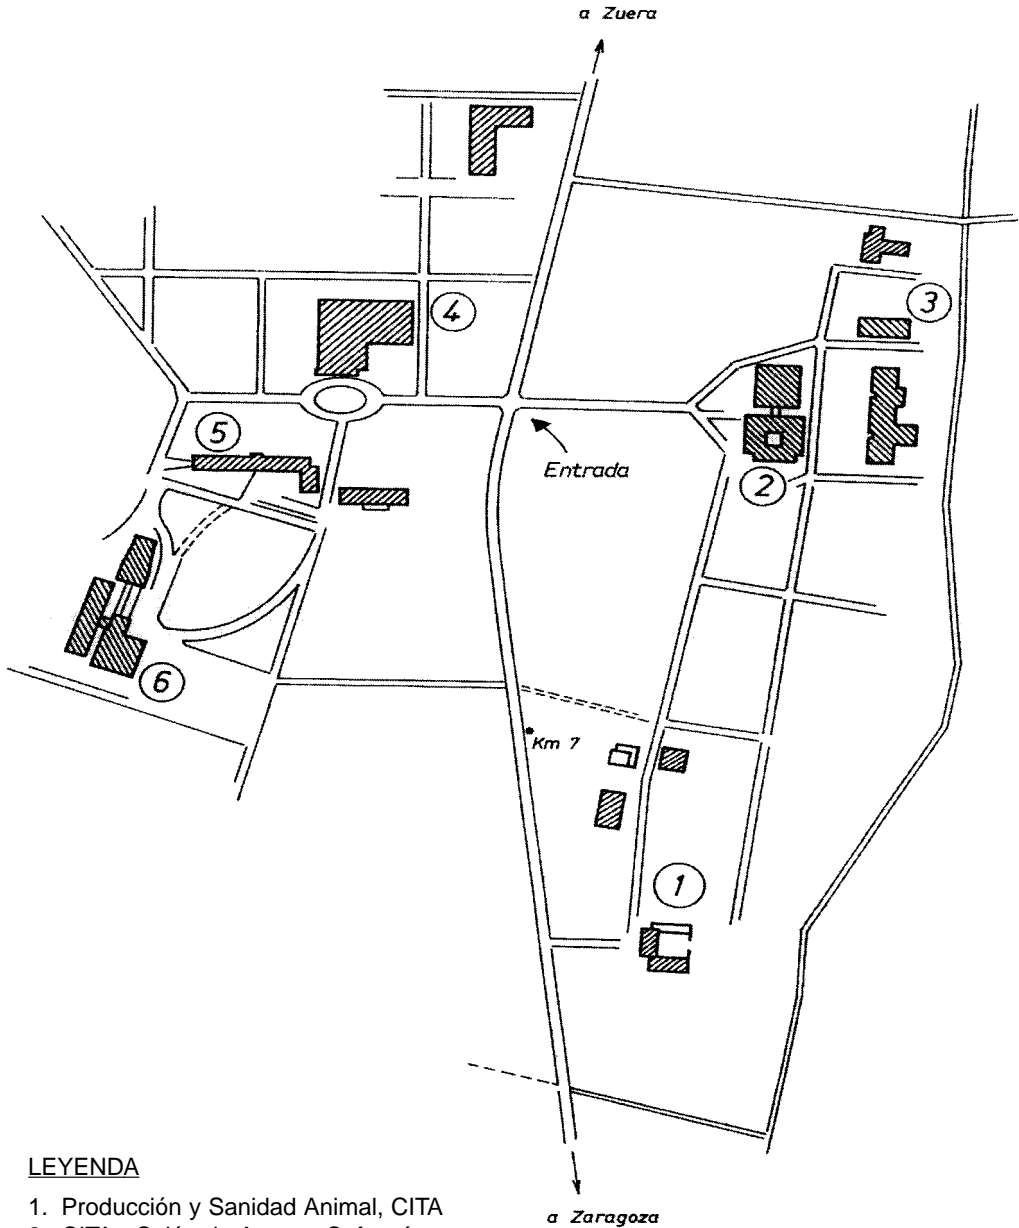 a Zuera
4
3
5
Entrada
2
6
Km 7
1
LEYENDA
1. Producción y Sanidad Animal, CITA
a Zaragoza